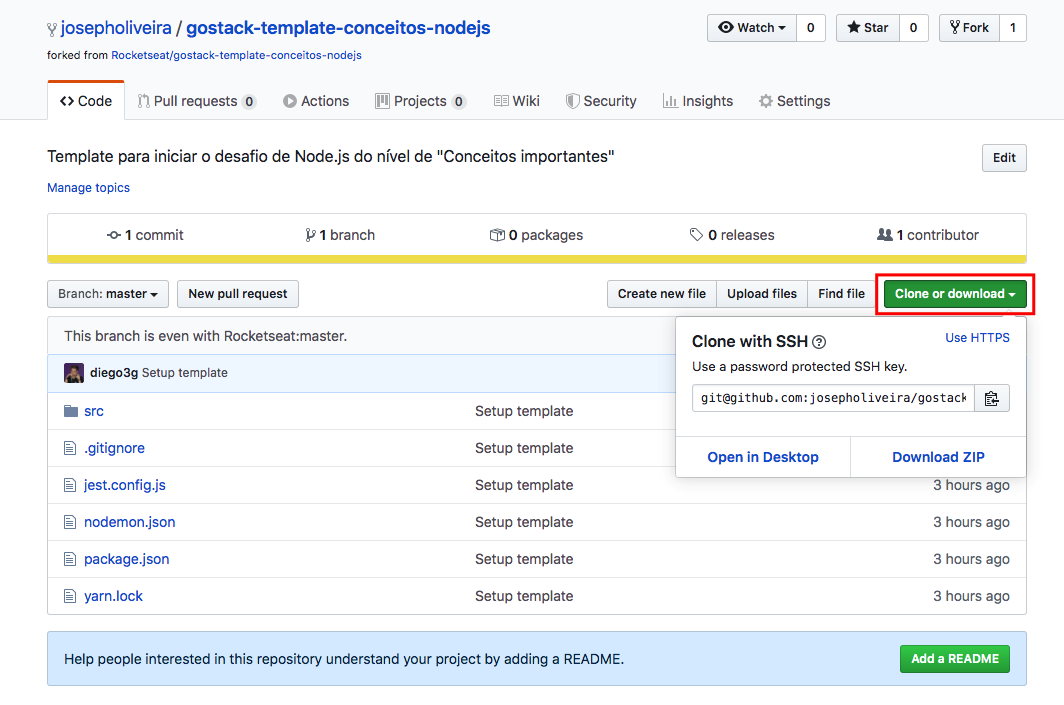 josepholiveira / gostack-template-conceitos-nodejs
Watch 0 Star 0 Fork 1
forked from Rocketseat/gostack-template-conceitos-nodejs
Code Pull requests 0 Actions Projects 0 Wiki Security Insights Settings
Template para iniciar o desafio de Node.js do nível de "Conceitos importantes"
Edit
Manage topics
1 commit 1 branch 0 packages 0 releases 1 contributor
Branch: master New pull request Create new file Upload files Find file Clone or download
This branch is even with Rocketseat:master.
Clone with SSH ? Use HTTPS
Use a password protected SSH key.
git@github.com:josepholiveira/gostack
Open in Desktop Download ZIP
diego3g Setup template
src Setup template
.gitignore Setup template
jest.config.js Setup template 3 hours ago
nodemon.json Setup template 3 hours ago
package.json Setup template 3 hours ago
yarn.lock Setup template 3 hours ago
Help people interested in this repository understand your project by adding a README.
Add a README